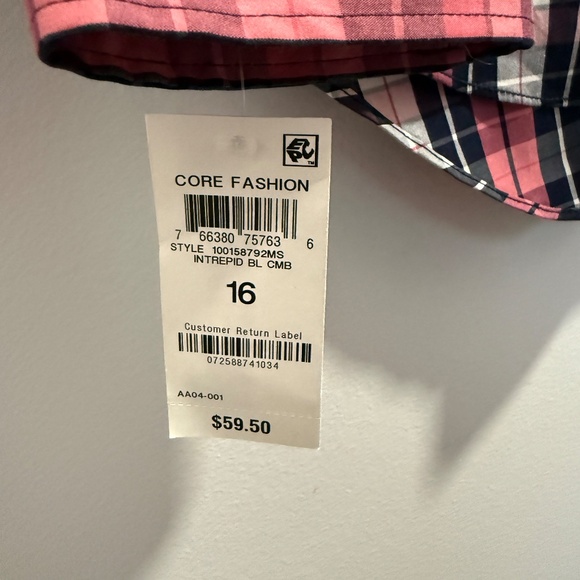 EPC™
CORE FASHION
7 66380 75763 6
STYLE 100158792MS
INTREPID BL CMB
16
Customer Return Label
072588741034
AA04-001
$59.50